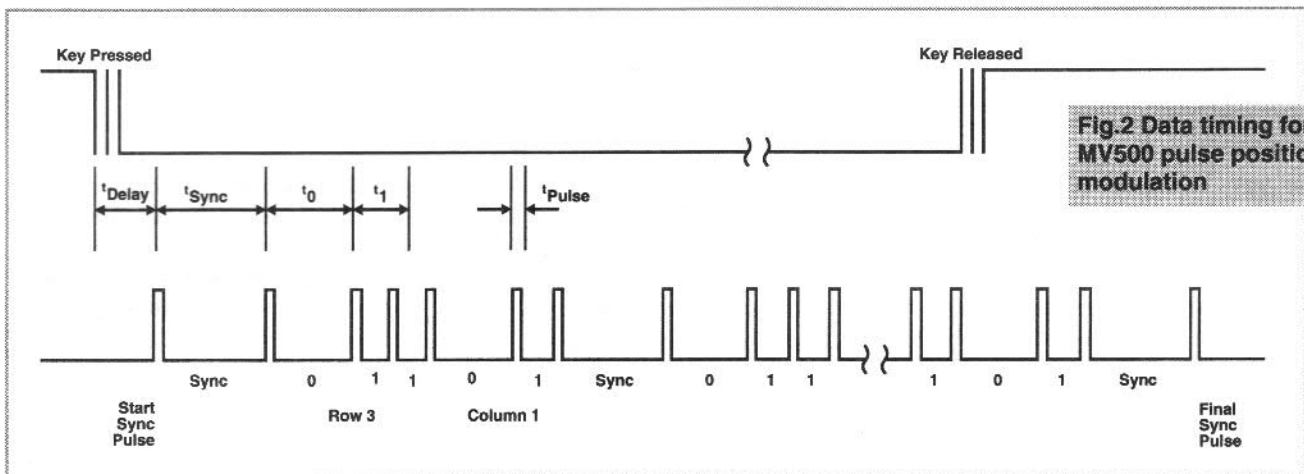 Key Pressed
Key Released
Fig.2 Data timing fo
MV500 pulse positio
modulation
tDelay
tSync
t0
t1
tPulse
Sync 0 1 1 0 1 Sync 0 1 1 1 0 1 Sync
Start
Sync
Pulse
Row 3
Column 1
Final
Sync
Pulse